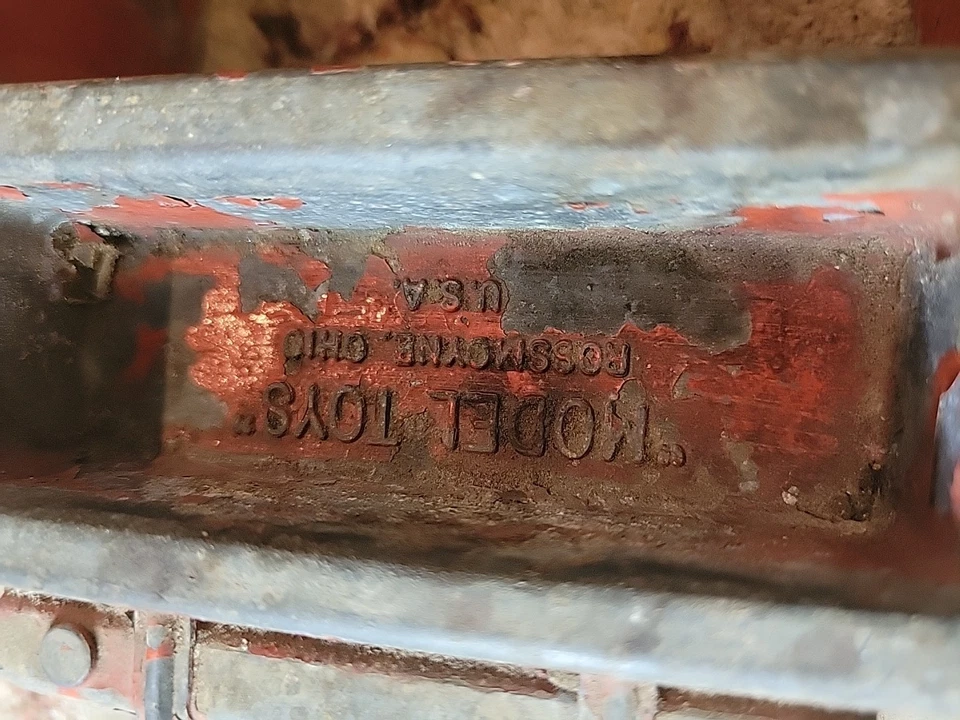 "MODEL TOYS"
ROSSMOYNE, OHIO
U.S.A.